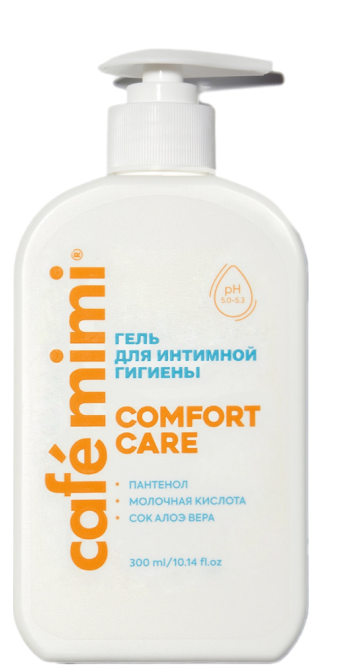 café mimi®
pH
5.0-5.3
ГЕЛЬ
ДЛЯ ИНТИМНОЙ
ГИГИЕНЫ
COMFORT
CARE
• ПАНТЕНОЛ
• МОЛОЧНАЯ КИСЛОТА
• СОК АЛОЭ ВЕРА
300 ml/10.14 fl.oz